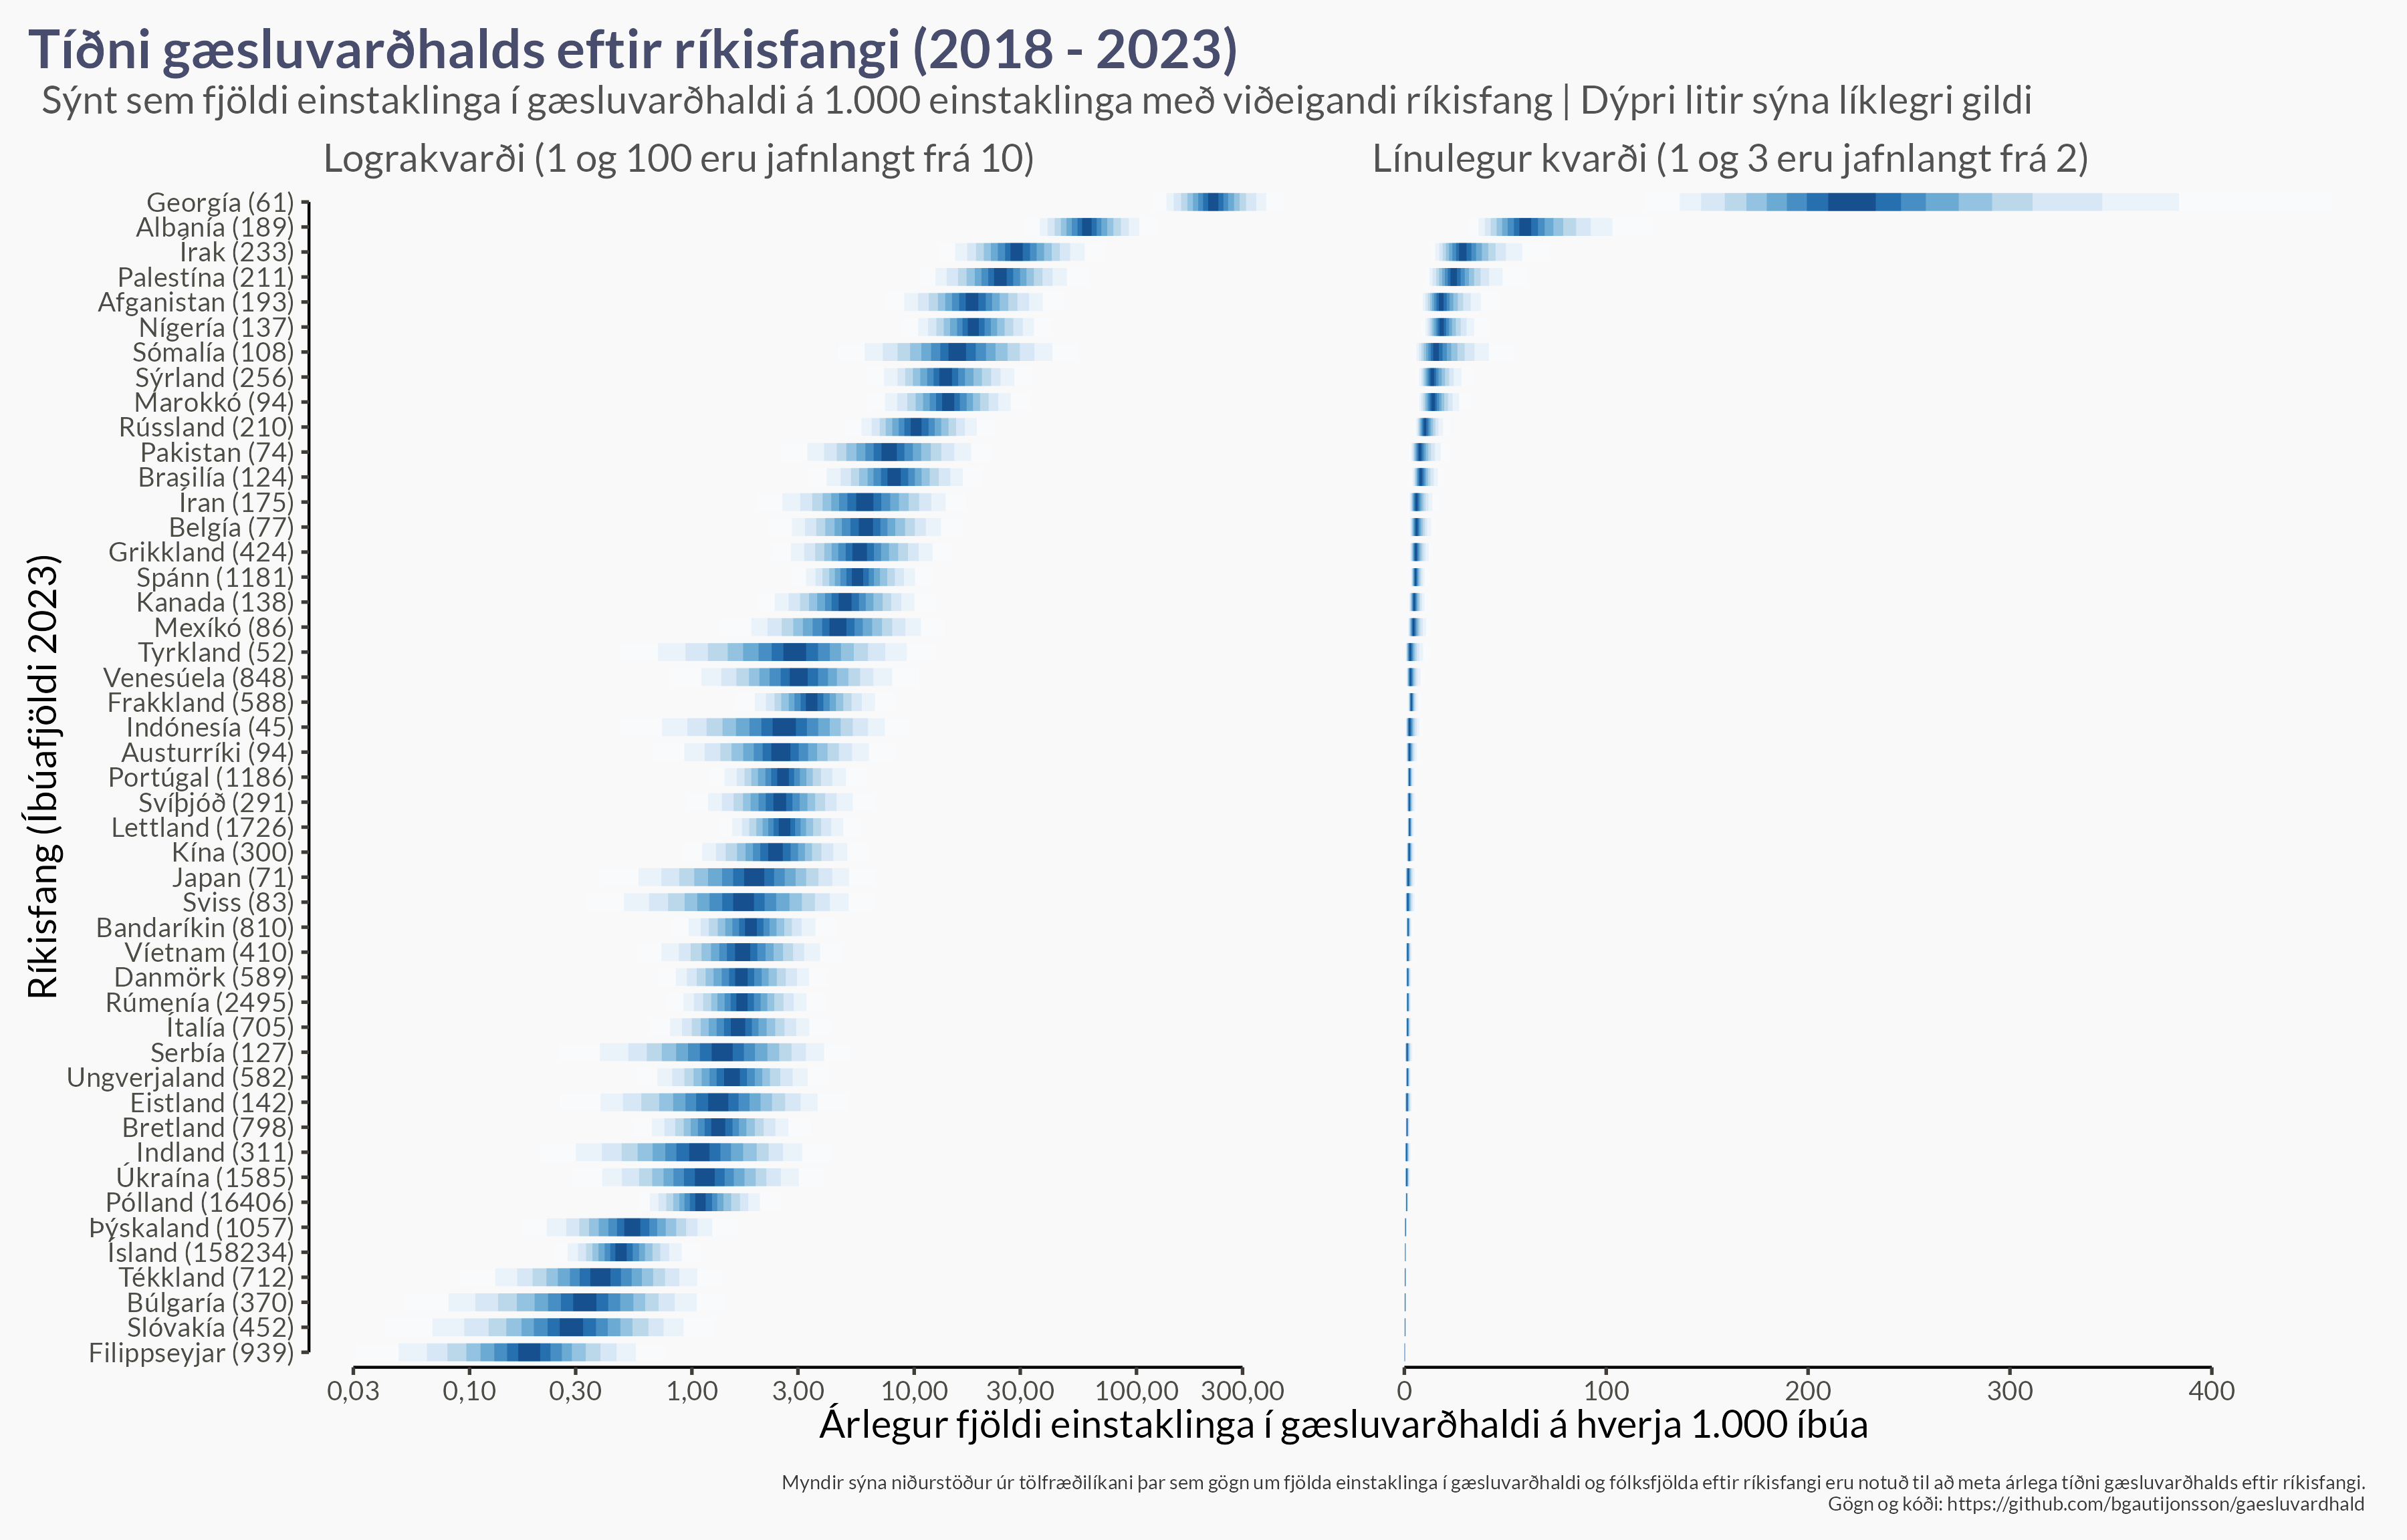 Tíðni gæsluvarðhalds eftir ríkisfangi (2018 - 2023)
Sýnt sem fjöldi einstaklinga í gæsluvarðhaldi á 1.000 einstaklinga með viðeigandi ríkisfang | Dýpri litir sýna líklegri gildi
Lograkvarði (1 og 100 eru jafnlangt frá 10)
Línulegur kvarði (1 og 3 eru jafnlangt frá 2)
Ríkisfang (Íbúafjöldi 2023)
Georgía (61)
Albanía (189)
Írak (233)
Palestína (211)
Afganistan (193)
Nígería (137)
Sómalía (108)
Sýrland (256)
Marokkó (94)
Rússland (210)
Pakistan (74)
Brasilía (124)
Íran (175)
Belgía (77)
Grikkland (424)
Spánn (1181)
Kanada (138)
Mexíkó (86)
Tyrkland (52)
Venesúela (848)
Frakkland (588)
Indónesía (45)
Austurríki (94)
Portúgal (1186)
Svíþjóð (291)
Lettland (1726)
Kína (300)
Japan (71)
Sviss (83)
Bandaríkin (810)
Víetnam (410)
Danmörk (589)
Rúmenía (2495)
Ítalía (705)
Serbía (127)
Ungverjaland (582)
Eistland (142)
Bretland (798)
Indland (311)
Úkraína (1585)
Pólland (16406)
Þýskaland (1057)
Ísland (158234)
Tékkland (712)
Búlgaría (370)
Slóvakía (452)
Filippseyjar (939)
0,03 0,10 0,30 1,00 3,00 10,00 30,00 100,00 300,00
0 100 200 300 400
Árlegur fjöldi einstaklinga í gæsluvarðhaldi á hverja 1.000 íbúa
Myndir sýna niðurstöður úr tölfræðilíkani þar sem gögn um fjölda einstaklinga í gæsluvarðhaldi og fólksfjölda eftir ríkisfangi eru notuð til að meta árlega tíðni gæsluvarðhalds eftir ríkisfangi.
Gögn og kóði: https://github.com/bgautijonsson/gaesluvardhald